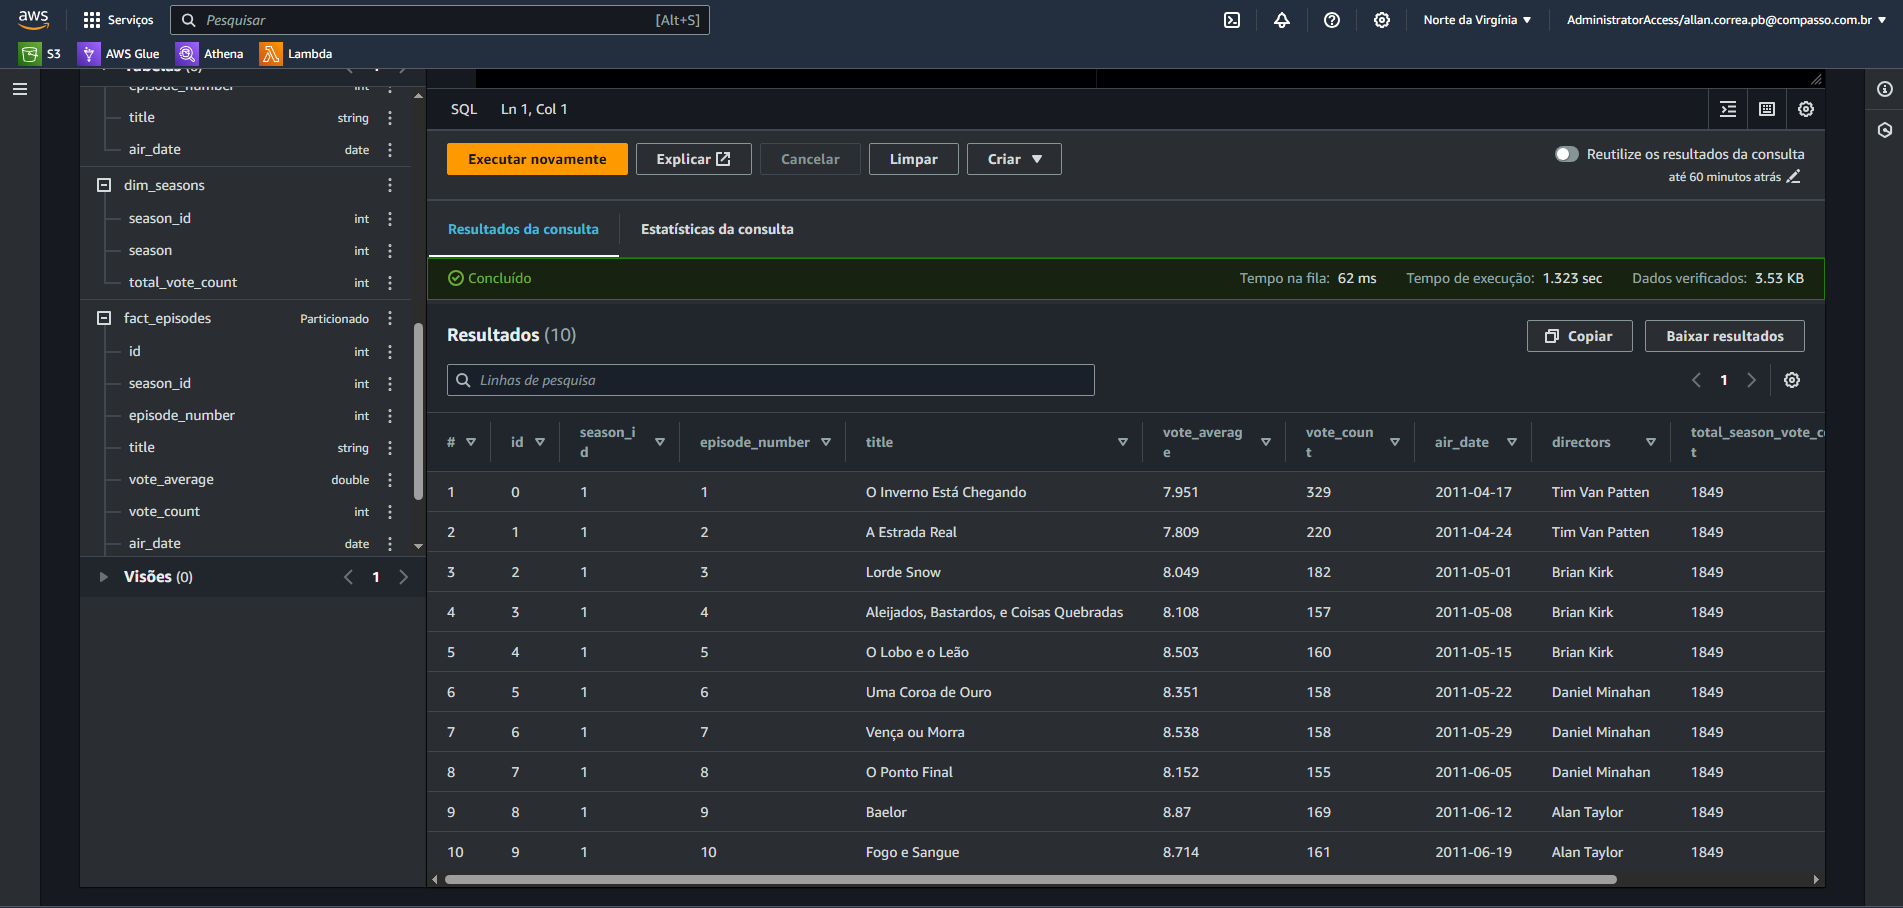 aws Serviços Pesquisar [Alt+S] Norte da Virgínia AdministratorAccess/allan.correa.pb@compasso.com.br
S3 AWS Glue Athena Lambda
Tabelas
episode_number int
title string
air_date date
dim_seasons
season_id int
season int
total_vote_count int
fact_episodes Particionado
id int
season_id int
episode_number int
title string
vote_average double
vote_count int
air_date date
Visões (0) 1
SQL Ln 1, Col 1
Executar novamente Explicar Cancelar Limpar Criar Reutilize os resultados da consulta
até 60 minutos atrás
Resultados da consulta Estatísticas da consulta
Concluído Tempo na fila: 62 ms Tempo de execução: 1.323 sec Dados verificados: 3.53 KB
Resultados (10) Copiar Baixar resultados
Linhas de pesquisa 1
# id season_id episode_number title vote_average vote_count air_date directors total_season_vote_c t
1 0 1 1 O Inverno Está Chegando 7.951 329 2011-04-17 Tim Van Patten 1849
2 1 1 2 A Estrada Real 7.809 220 2011-04-24 Tim Van Patten 1849
3 2 1 3 Lorde Snow 8.049 182 2011-05-01 Brian Kirk 1849
4 3 1 4 Aleijados, Bastardos, e Coisas Quebradas 8.108 157 2011-05-08 Brian Kirk 1849
5 4 1 5 O Lobo e o Leão 8.503 160 2011-05-15 Brian Kirk 1849
6 5 1 6 Uma Coroa de Ouro 8.351 158 2011-05-22 Daniel Minahan 1849
7 6 1 7 Vença ou Morra 8.538 158 2011-05-29 Daniel Minahan 1849
8 7 1 8 O Ponto Final 8.152 155 2011-06-05 Daniel Minahan 1849
9 8 1 9 Baelor 8.87 169 2011-06-12 Alan Taylor 1849
10 9 1 10 Fogo e Sangue 8.714 161 2011-06-19 Alan Taylor 1849